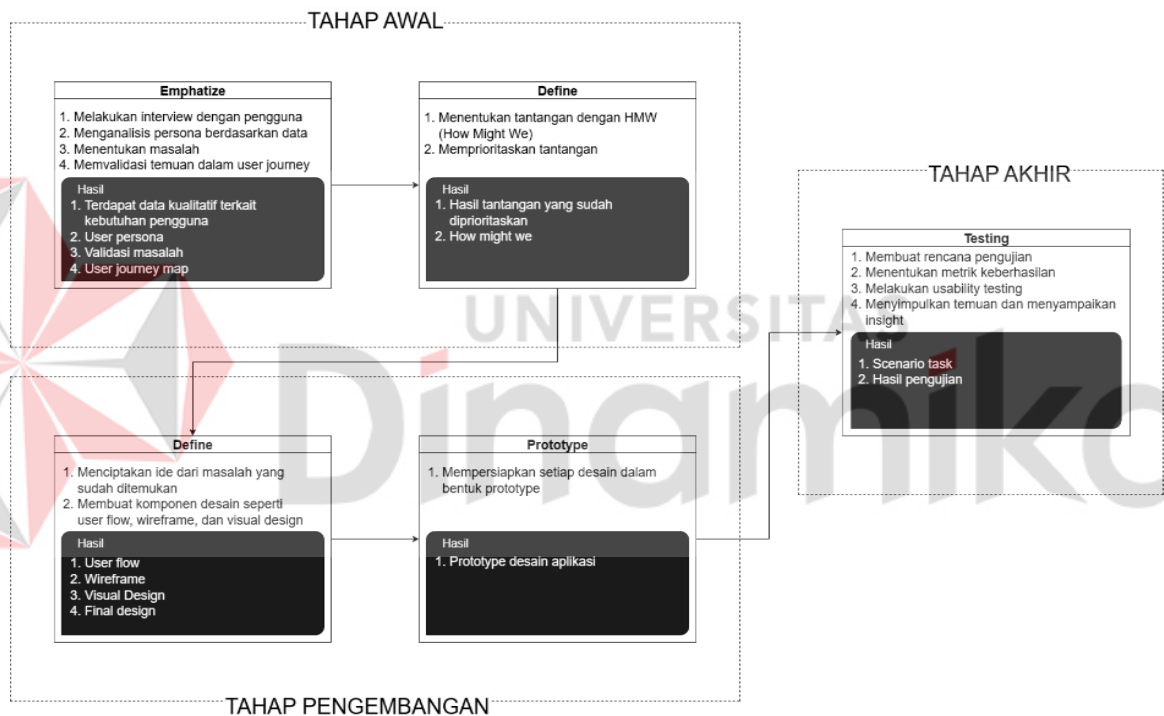 TAHAP AWAL
Emphatize
1. Melakukan interview dengan pengguna
2. Menganalisis persona berdasarkan data
3. Menentukan masalah
4. Memvalidasi temuan dalam user journey
Hasil
1. Terdapat data kualitatif terkait
kebutuhan pengguna
2. User persona
3. Validasi masalah
4. User journey map
Define
1. Menentukan tantangan dengan HMW
(How Might We)
2. Memprioritaskan tantangan
Hasil
1. Hasil tantangan yang sudah
diprioritaskan
2. How might we
Define
1. Menciptakan ide dari masalah yang
sudah ditemukan
2. Membuat komponen desain seperti
user flow, wireframe, dan visual design
Hasil
1. User flow
2. Wireframe
3. Visual Design
4. Final design
Prototype
1. Mempersiapkan setiap desain dalam
bentuk prototype
Hasil
1. Prototype desain aplikasi
TAHAP PENGEMBANGAN
TAHAP AKHIR
Testing
1. Membuat rencana pengujian
2. Menentukan metrik keberhasilan
3. Melakukan usability testing
4. Menyimpulkan temuan dan menyampaikan
insight
Hasil
1. Scenario task
2. Hasil pengujian
UNIVERSITAS
Dinamika